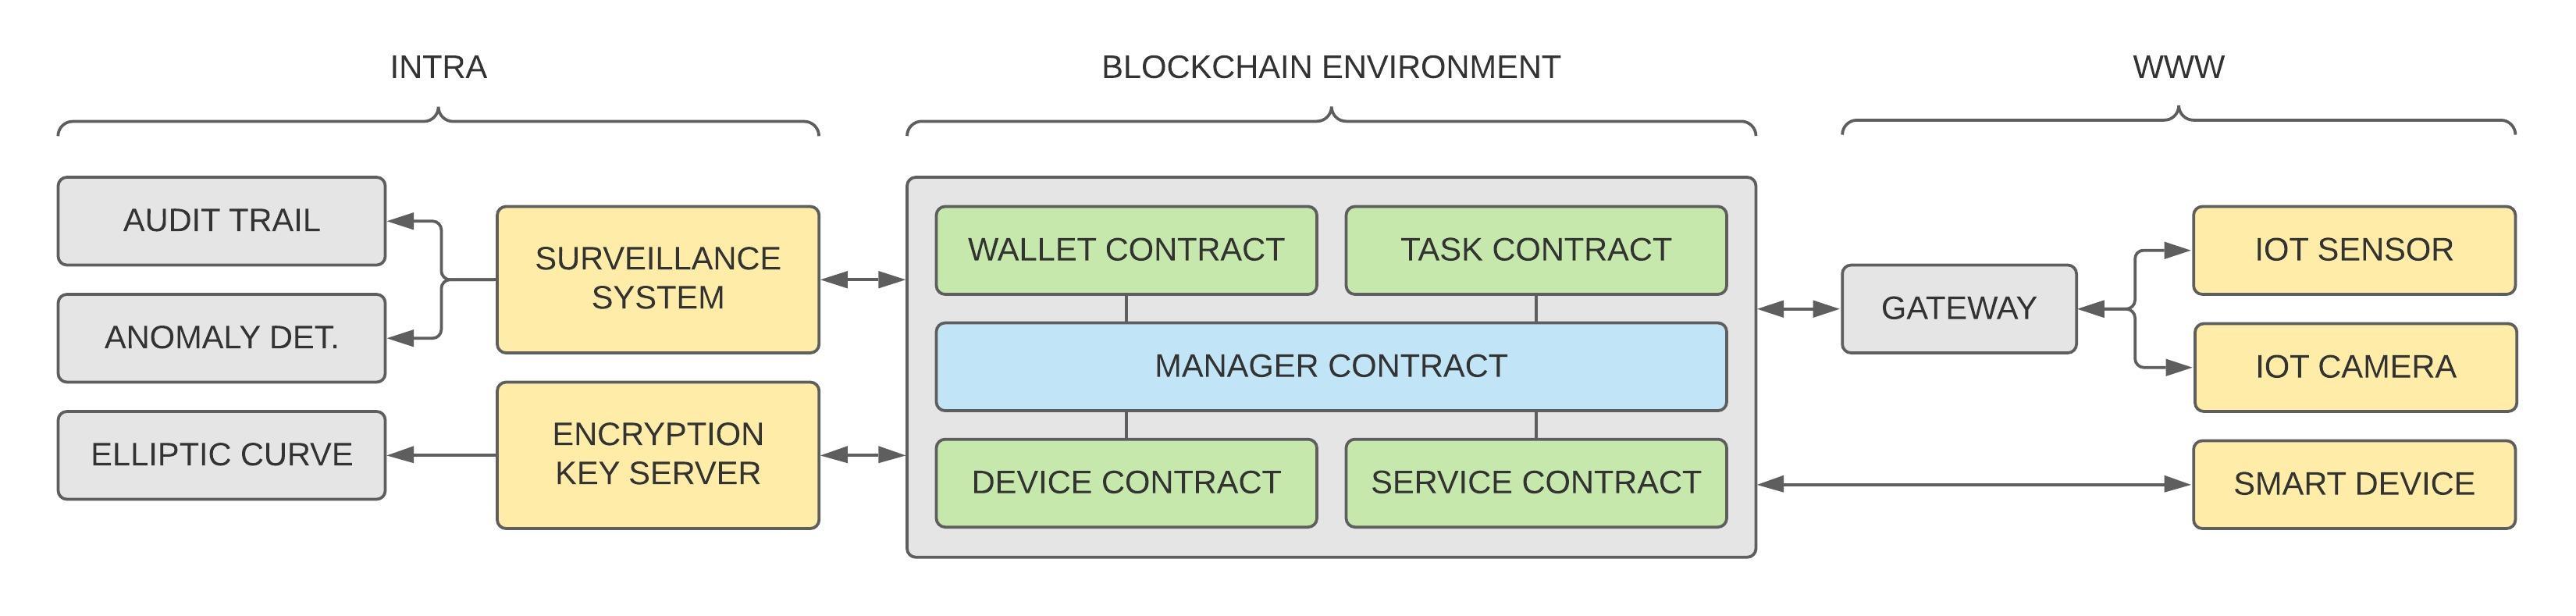 INTRA
BLOCKCHAIN ENVIRONMENT
WWW
AUDIT TRAIL
ANOMALY DET.
ELLIPTIC CURVE
SURVEILLANCE
SYSTEM
ENCRYPTION
KEY SERVER
WALLET CONTRACT
TASK CONTRACT
MANAGER CONTRACT
DEVICE CONTRACT
SERVICE CONTRACT
GATEWAY
IOT SENSOR
IOT CAMERA
SMART DEVICE